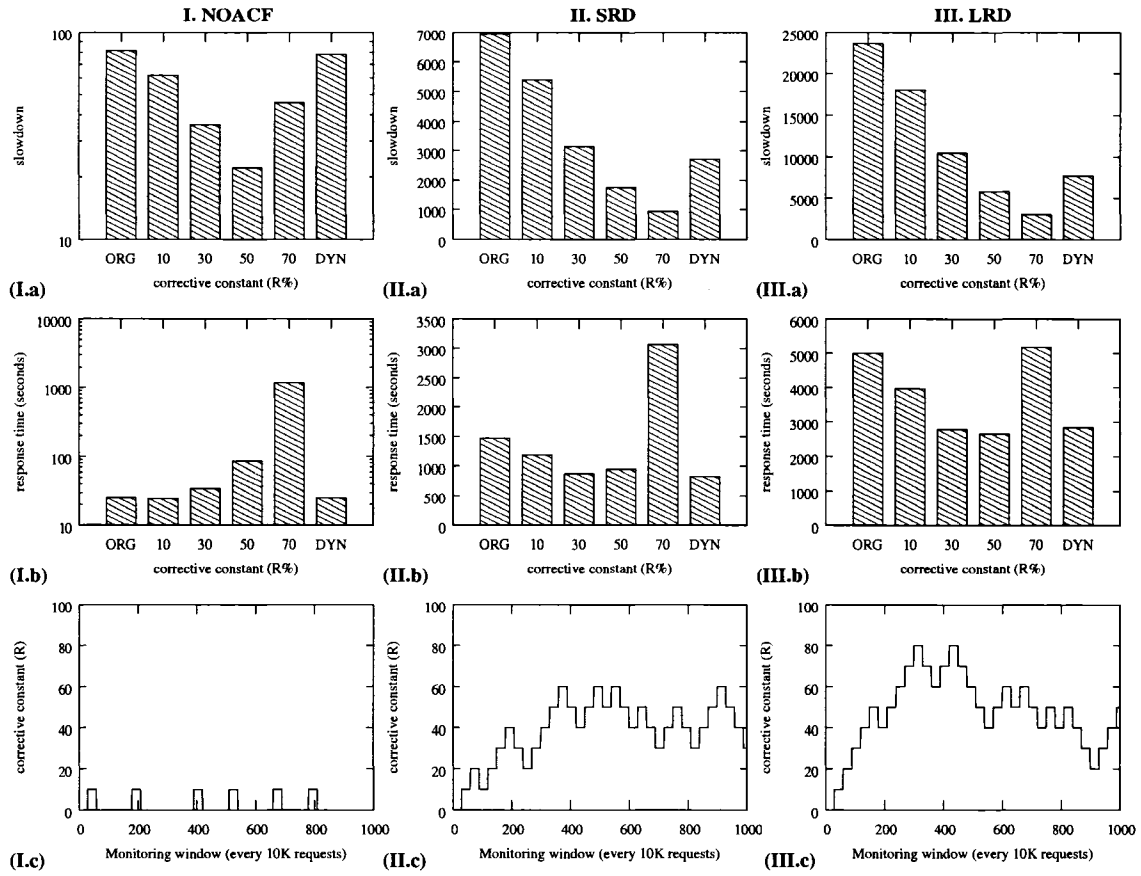 I. NOACF
II. SRD
III. LRD
100
10
slowdown
ORG 10 30 50 70 DYN
corrective constant (R%)
(I.a)
7000
6000
5000
4000
3000
2000
1000
0
slowdown
ORG 10 30 50 70 DYN
corrective constant (R%)
(II.a)
25000
20000
15000
10000
5000
0
slowdown
ORG 10 30 50 70 DYN
corrective constant (R%)
(III.a)
10000
1000
100
10
response time (seconds)
ORG 10 30 50 70 DYN
corrective constant (R%)
(I.b)
3500
3000
2500
2000
1500
1000
500
0
response time (seconds)
ORG 10 30 50 70 DYN
corrective constant (R%)
(II.b)
6000
5000
4000
3000
2000
1000
0
response time (seconds)
ORG 10 30 50 70 DYN
corrective constant (R%)
(III.b)
100
80
60
40
20
0
corrective constant (R)
0 200 400 600 800 1000
Monitoring window (every 10K requests)
(I.c)
100
80
60
40
20
0
corrective constant (R)
0 200 400 600 800 1000
Monitoring window (every 10K requests)
(II.c)
100
80
60
40
20
0
corrective constant (R)
0 200 400 600 800 1000
Monitoring window (every 10K requests)
(III.c)